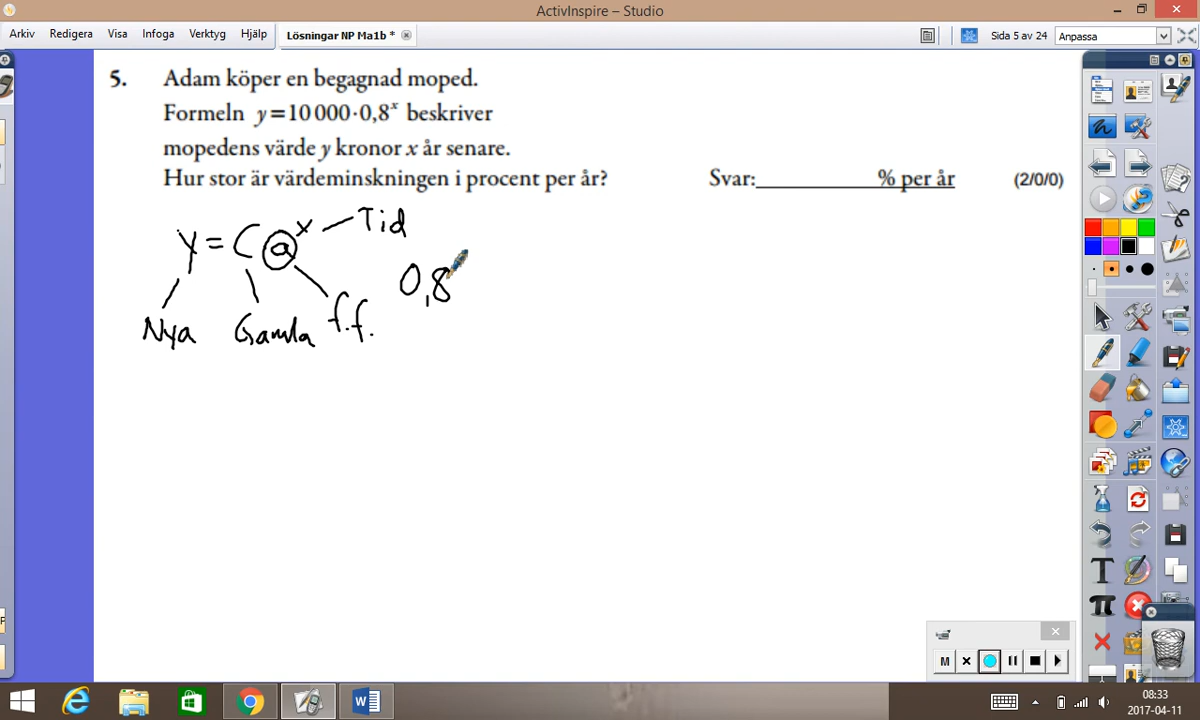 ActivInspire – Studio
Arkiv Redigera Visa Infoga Verktyg Hjälp Lösningar NP Ma1b * Sida 5 av 24 Anpassa
5. Adam köper en begagnad moped.
Formeln y = 10 000 · 0,8^x beskriver
mopedens värde y kronor x år senare.
Hur stor är värdeminskningen i procent per år? Svar:__________ % per år (2/0/0)
y = C a^x Tid
0,8
Nya Gamla f.f.
M
08:33
2017-04-11